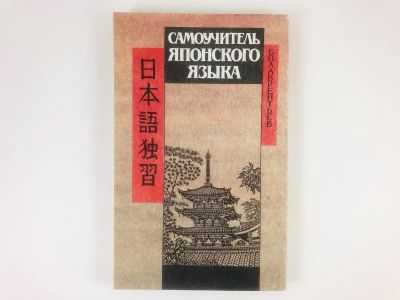 САМОУЧИТЕЛЬ
ЯПОНСКОГО
ЯЗЫКА
Б.П.ЛАВРЕНТЬЕВ
日本語独習